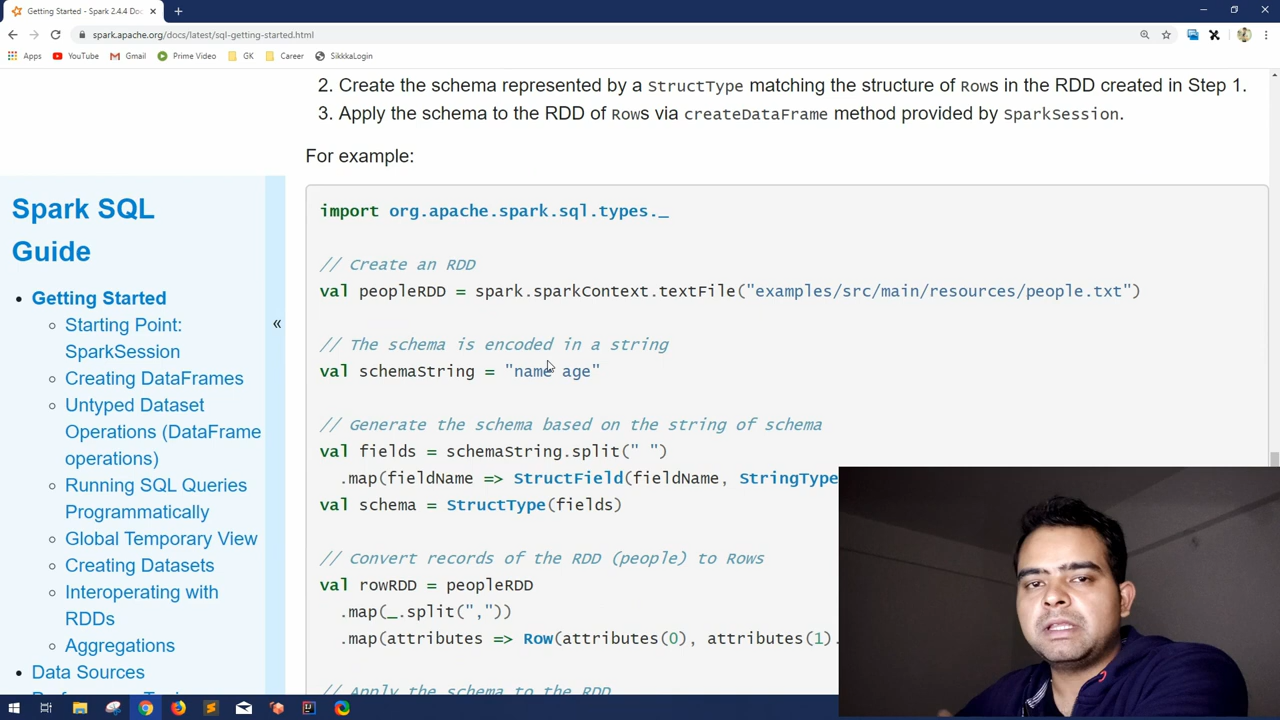 Getting Started - Spark 2.4.4 Doc
spark.apache.org/docs/latest/sql-getting-started.html
Apps YouTube Gmail Prime Video GK Career SikkkaLogin
2. Create the schema represented by a StructType matching the structure of Rows in the RDD created in Step 1.
3. Apply the schema to the RDD of Rows via createDataFrame method provided by SparkSession.
For example:
import org.apache.spark.sql.types._
// Create an RDD
val peopleRDD = spark.sparkContext.textFile("examples/src/main/resources/people.txt")
// The schema is encoded in a string
val schemaString = "name age"
// Generate the schema based on the string of schema
val fields = schemaString.split(" ")
.map(fieldName => StructField(fieldName, StringType
val schema = StructType(fields)
// Convert records of the RDD (people) to Rows
val rowRDD = peopleRDD
.map(_.split(","))
.map(attributes => Row(attributes(0), attributes(1).
// Apply the schema to the RDD
Spark SQL
Guide
Getting Started
Starting Point:
SparkSession
Creating DataFrames
Untyped Dataset
Operations (DataFrame
operations)
Running SQL Queries
Programmatically
Global Temporary View
Creating Datasets
Interoperating with
RDDs
Aggregations
Data Sources
«